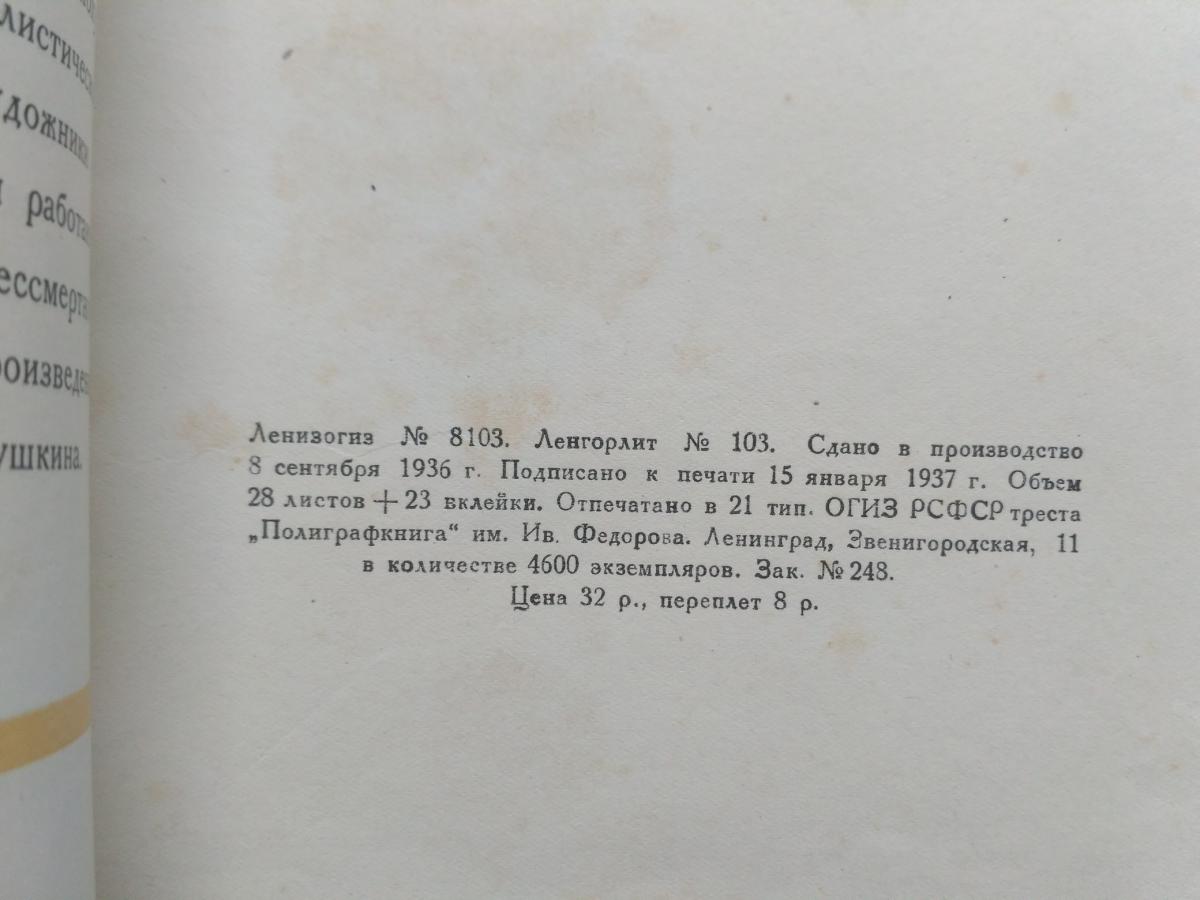 работа
ушкина.
Ленизогиз № 8103. Ленгорлит № 103. Сдано в производство
8 сентября 1936 г. Подписано к печати 15 января 1937 г. Объем
28 листов + 23 вклейки. Отпечатано в 21 тип. ОГИЗ РСФСР треста
„Полиграфкнига“ им. Ив. Федорова. Ленинград, Звенигородская, 11
в количестве 4600 экземпляров. Зак. № 248.
Цена 32 р., переплет 8 р.